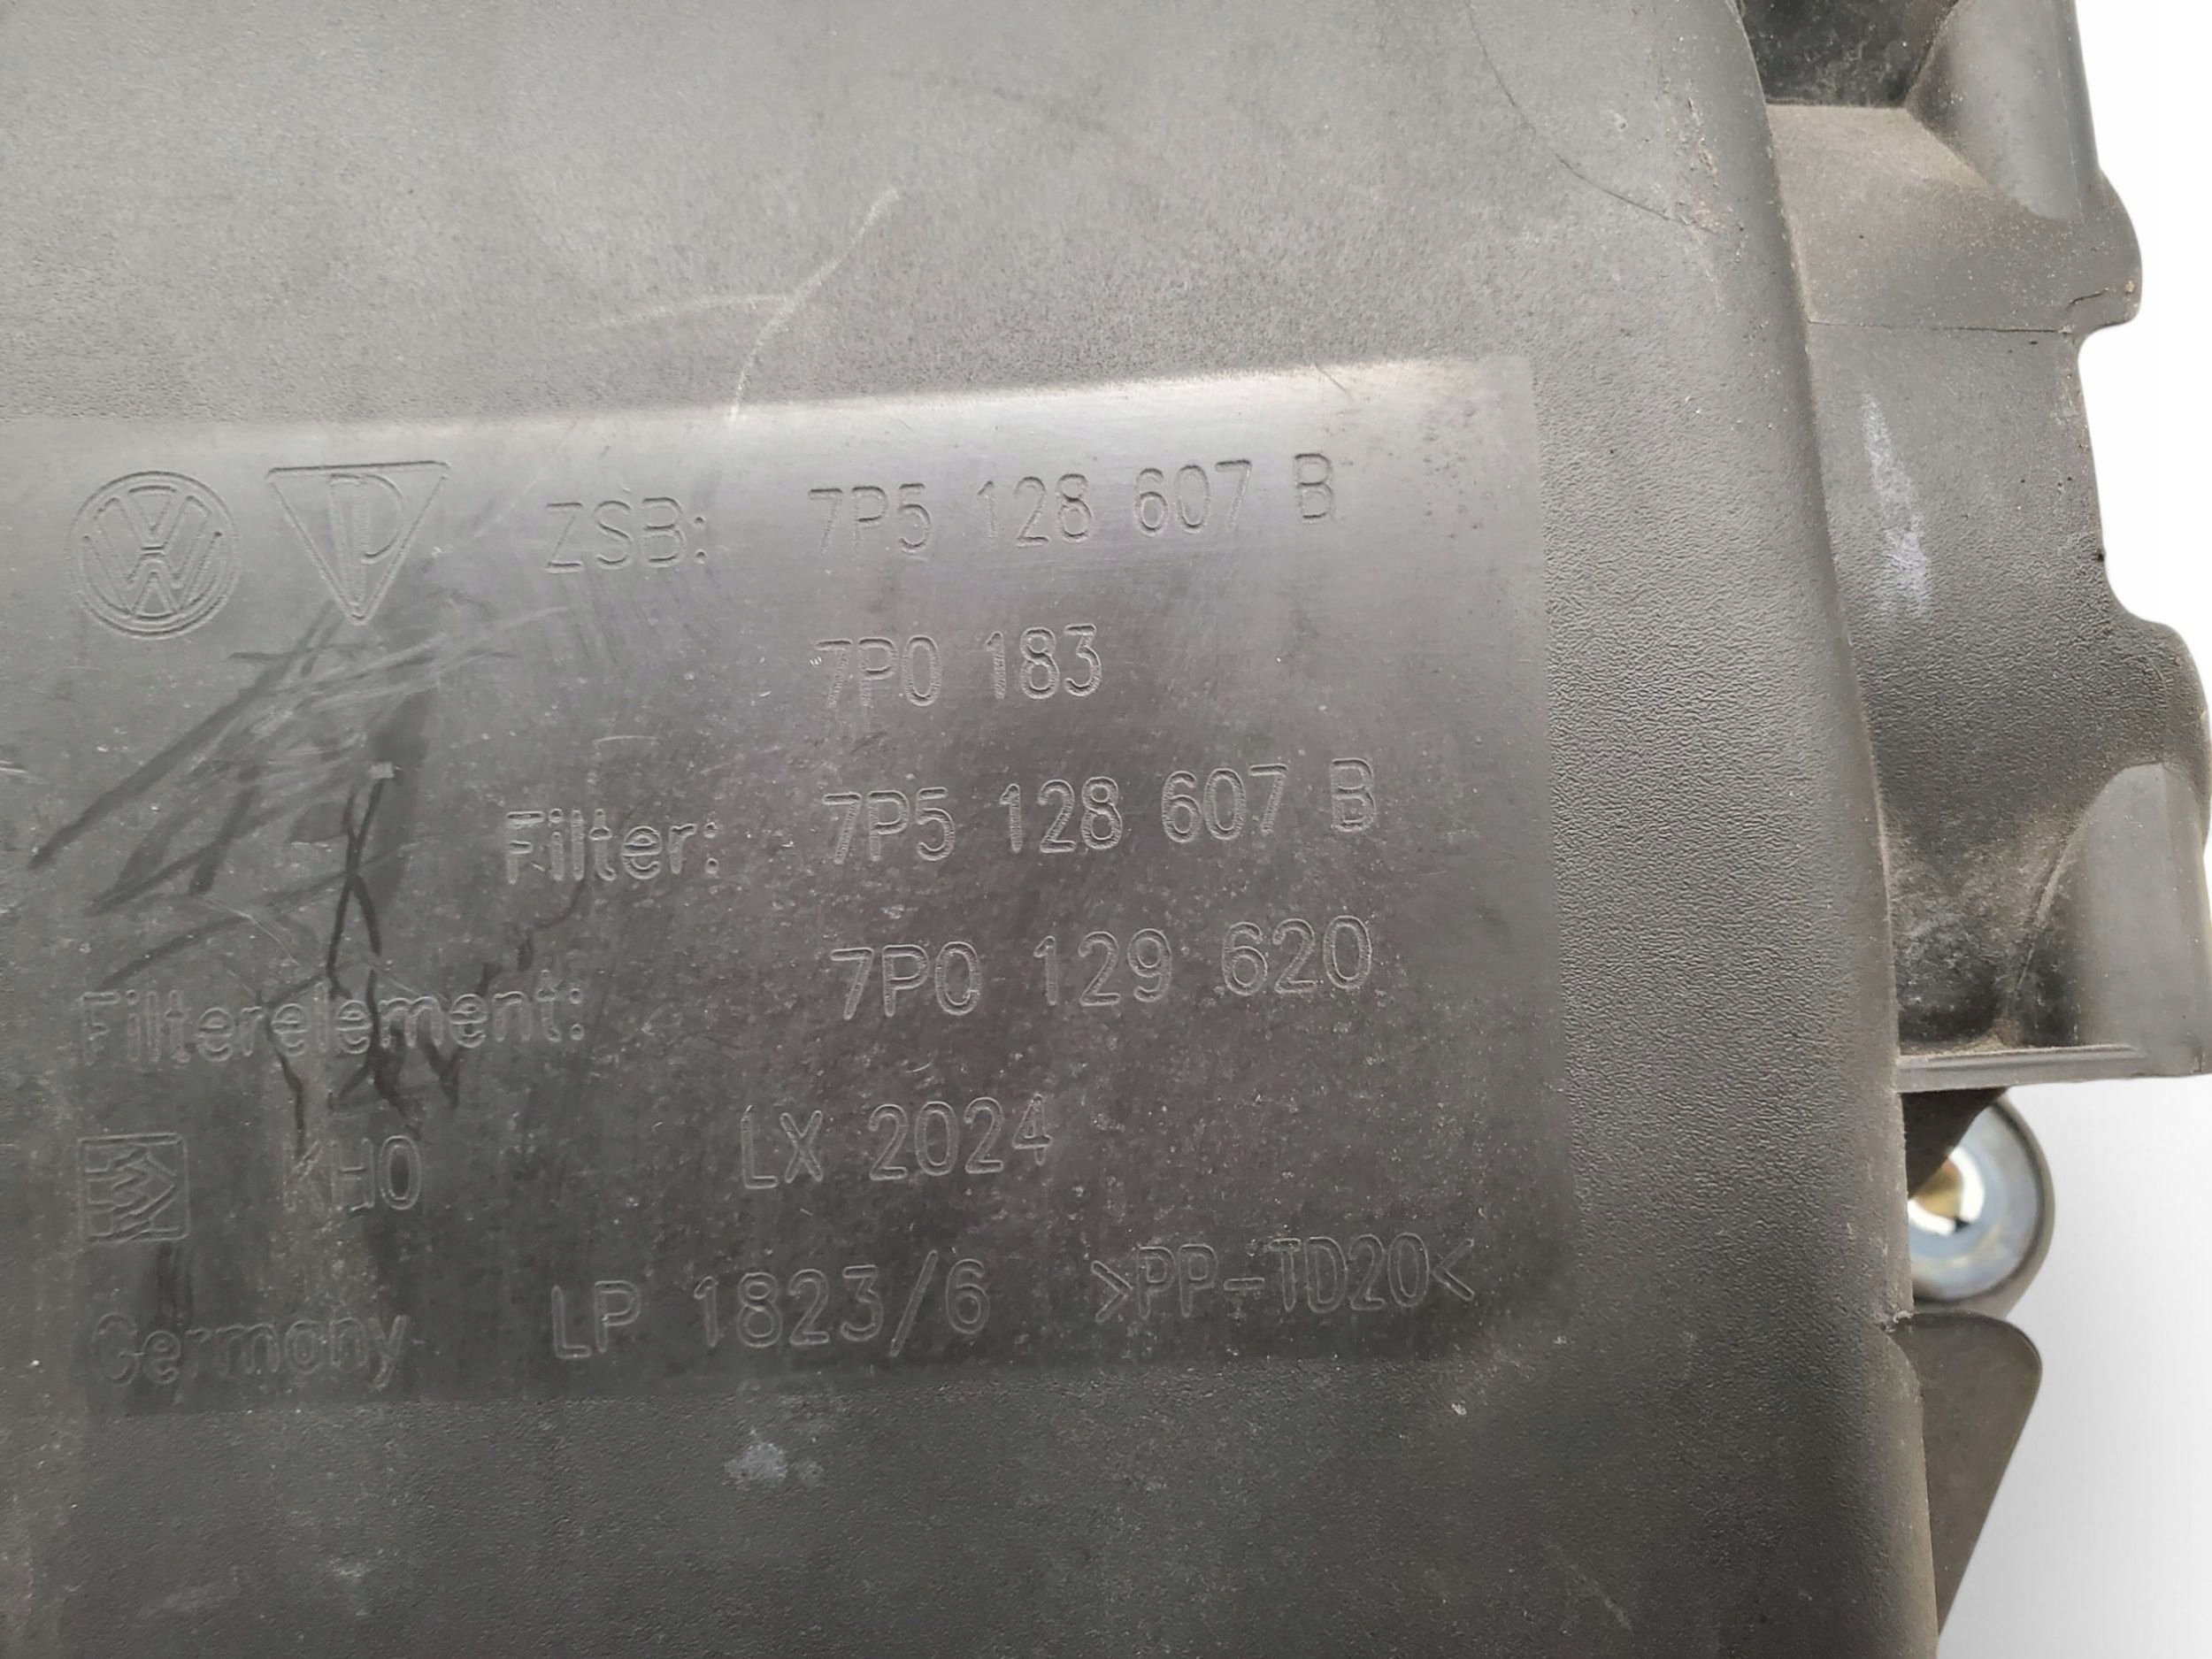 ZSB: 7P5 128 607 B
7P0 183
Filter: 7P5 128 607 B
Filterelement: 7P0 129 620
KHO LX 2024
Germany LP 1823/6 >PP-TD20<